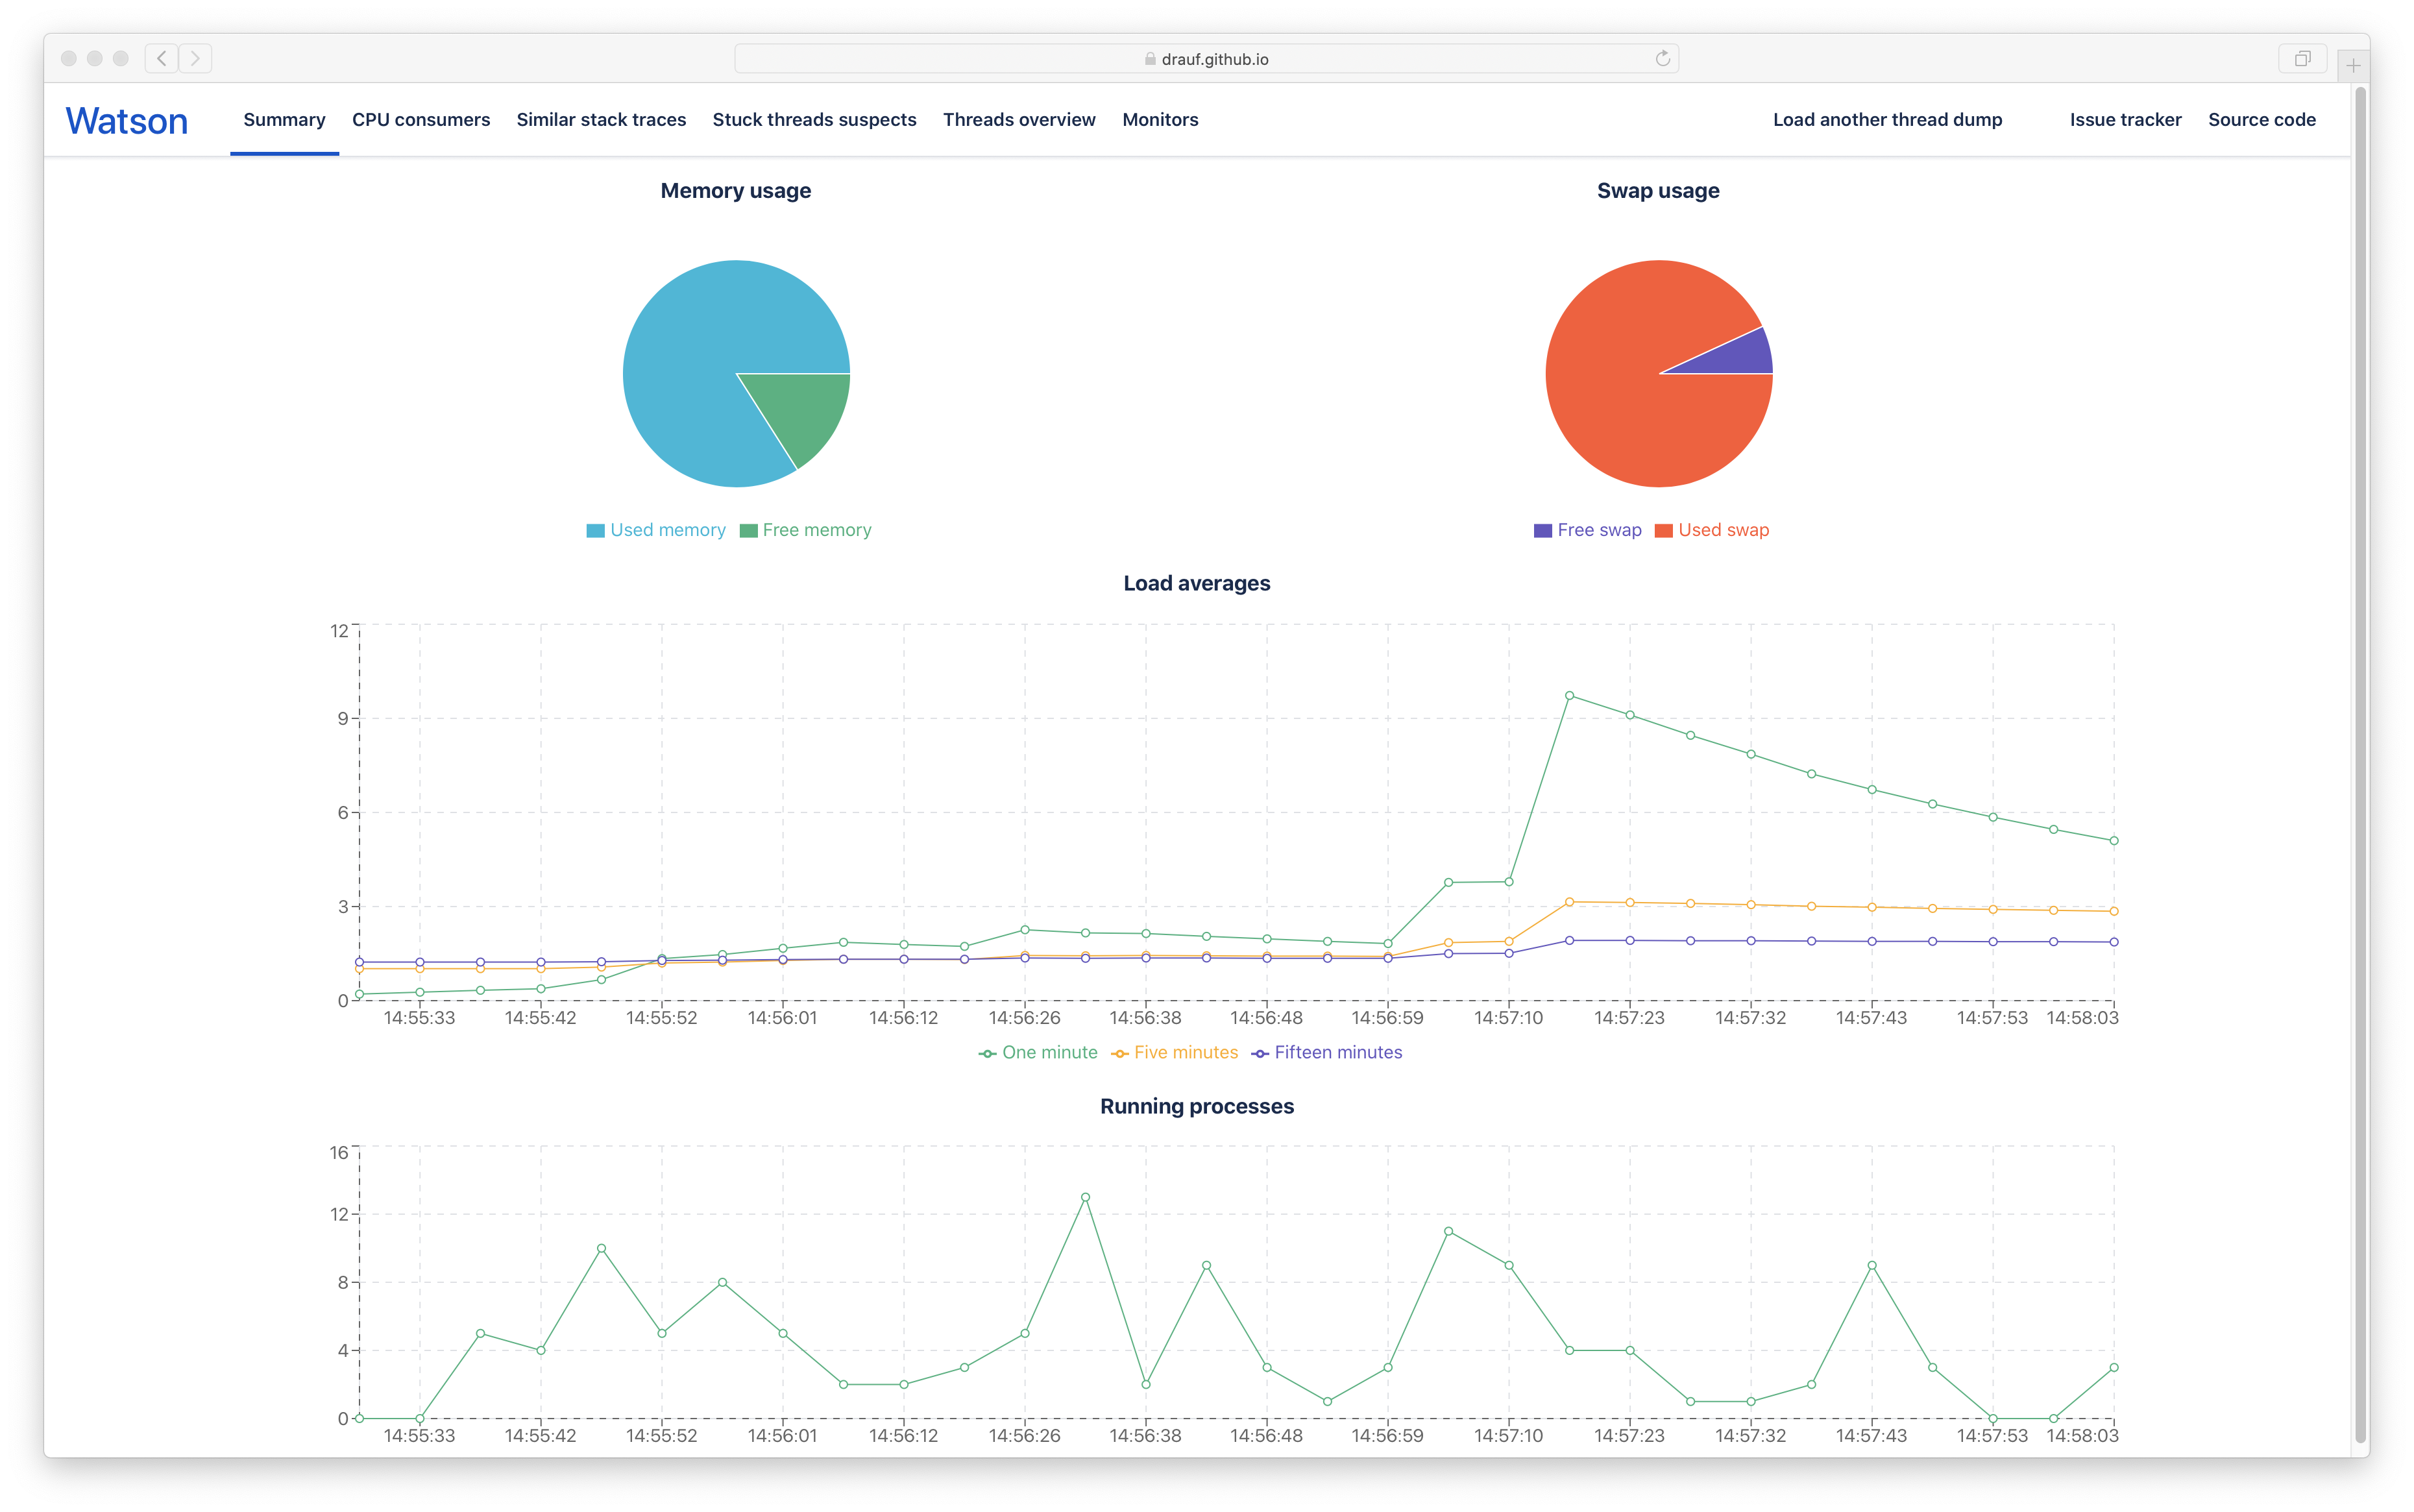 drauf.github.io
Watson Summary CPU consumers Similar stack traces Stuck threads suspects Threads overview Monitors Load another thread dump Issue tracker Source code
Memory usage Swap usage
Used memory Free memory Free swap Used swap
Load averages
12
9
6
3
0
14:55:33 14:55:42 14:55:52 14:56:01 14:56:12 14:56:26 14:56:38 14:56:48 14:56:59 14:57:10 14:57:23 14:57:32 14:57:43 14:57:53 14:58:03
One minute Five minutes Fifteen minutes
Running processes
16
12
8
4
0
14:55:33 14:55:42 14:55:52 14:56:01 14:56:12 14:56:26 14:56:38 14:56:48 14:56:59 14:57:10 14:57:23 14:57:32 14:57:43 14:57:53 14:58:03